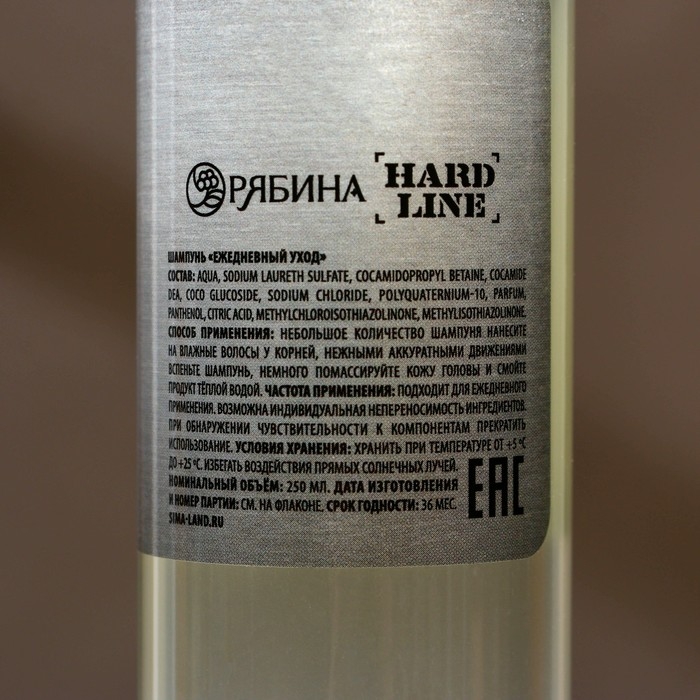 РЯБИНА HARD
LINE
ШАМПУНЬ «ЕЖЕДНЕВНЫЙ УХОД»
СОСТАВ: AQUA, SODIUM LAURETH SULFATE, COCAMIDOPROPYL BETAINE, COCAMIDE
DEA, COCO GLUCOSIDE, SODIUM CHLORIDE, POLYQUATERNIUM-10, PARFUM,
PANTHENOL, CITRIC ACID, METHYLCHLOROISOTHIAZOLINONE, METHYLISOTHIAZOLINONE.
СПОСОБ ПРИМЕНЕНИЯ: НЕБОЛЬШОЕ КОЛИЧЕСТВО ШАМПУНЯ НАНЕСИТЕ
НА ВЛАЖНЫЕ ВОЛОСЫ У КОРНЕЙ, НЕЖНЫМИ АККУРАТНЫМИ ДВИЖЕНИЯМИ
ВСПЕНЬТЕ ШАМПУНЬ, НЕМНОГО ПОМАССИРУЙТЕ КОЖУ ГОЛОВЫ И СМОЙТЕ
ПРОДУКТ ТЁПЛОЙ ВОДОЙ. ЧАСТОТА ПРИМЕНЕНИЯ: ПОДХОДИТ ДЛЯ ЕЖЕДНЕВНОГО
ПРИМЕНЕНИЯ. ВОЗМОЖНА ИНДИВИДУАЛЬНАЯ НЕПЕРЕНОСИМОСТЬ ИНГРЕДИЕНТОВ.
ПРИ ОБНАРУЖЕНИИ ЧУВСТВИТЕЛЬНОСТИ К КОМПОНЕНТАМ ПРЕКРАТИТЬ
ИСПОЛЬЗОВАНИЕ. УСЛОВИЯ ХРАНЕНИЯ: ХРАНИТЬ ПРИ ТЕМПЕРАТУРЕ ОТ +5 °С
ДО +25 °С. ИЗБЕГАТЬ ВОЗДЕЙСТВИЯ ПРЯМЫХ СОЛНЕЧНЫХ ЛУЧЕЙ.
НОМИНАЛЬНЫЙ ОБЪЁМ: 250 МЛ. ДАТА ИЗГОТОВЛЕНИЯ
И НОМЕР ПАРТИИ: СМ. НА ФЛАКОНЕ. СРОК ГОДНОСТИ: 36 МЕС.
SIMA-LAND.RU
ЕАС